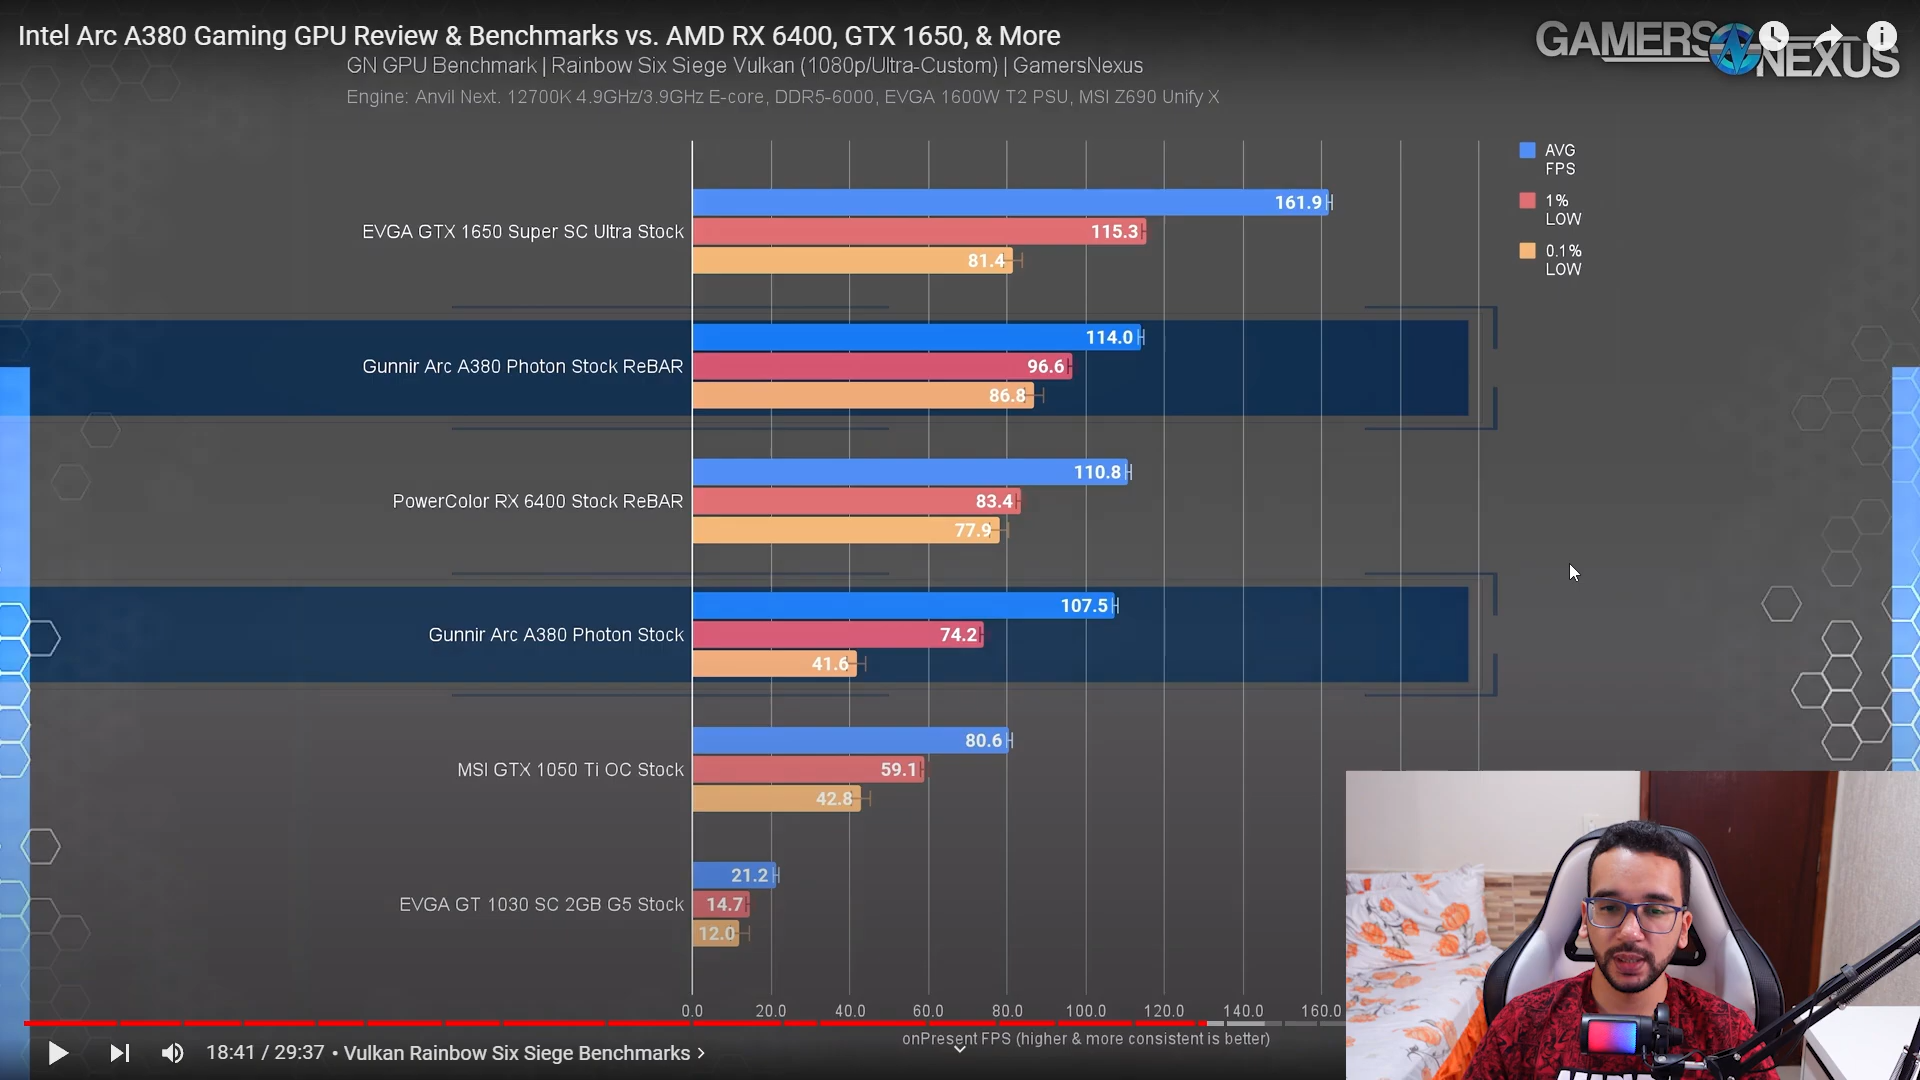 Intel Arc A380 Gaming GPU Review & Benchmarks vs. AMD RX 6400, GTX 1650, & More
GAMERS NEXUS
GN GPU Benchmark | Rainbow Six Siege Vulkan (1080p/Ultra-Custom) | GamersNexus
Engine: Anvil Next. 12700K 4.9GHz/3.9GHz E-core, DDR5-6000, EVGA 1600W T2 PSU, MSI Z690 Unify X
AVG
FPS
1%
LOW
0.1%
LOW
161.9
EVGA GTX 1650 Super SC Ultra Stock 115.3
81.4
114.0
Gunnir Arc A380 Photon Stock ReBAR 96.6
86.8
110.8
PowerColor RX 6400 Stock ReBAR 83.4
77.9
107.5
Gunnir Arc A380 Photon Stock 74.2
41.6
80.6
MSI GTX 1050 Ti OC Stock 59.1
42.8
21.2
EVGA GT 1030 SC 2GB G5 Stock 14.7
12.0
0.0 20.0 40.0 60.0 80.0 100.0 120.0 140.0 160.0
onPresent FPS (higher & more consistent is better)
18:41 / 29:37 • Vulkan Rainbow Six Siege Benchmarks